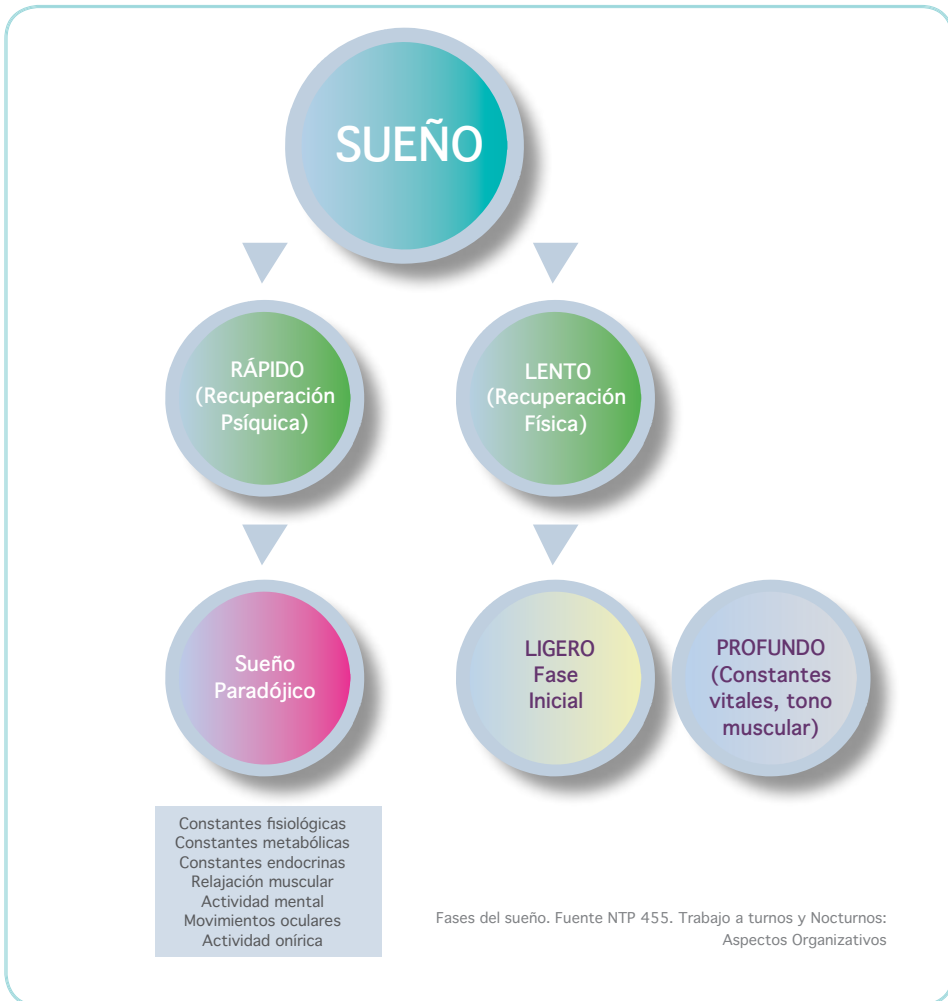 SUEÑO
RÁPIDO
(Recuperación
Psíquica)
LENTO
(Recuperación
Física)
Sueño
Paradójico
LIGERO
Fase
Inicial
PROFUNDO
(Constantes
vitales, tono
muscular)
Constantes fisiológicas
Constantes metabólicas
Constantes endocrinas
Relajación muscular
Actividad mental
Movimientos oculares
Actividad onírica
Fases del sueño. Fuente NTP 455. Trabajo a turnos y Nocturnos:
Aspectos Organizativos